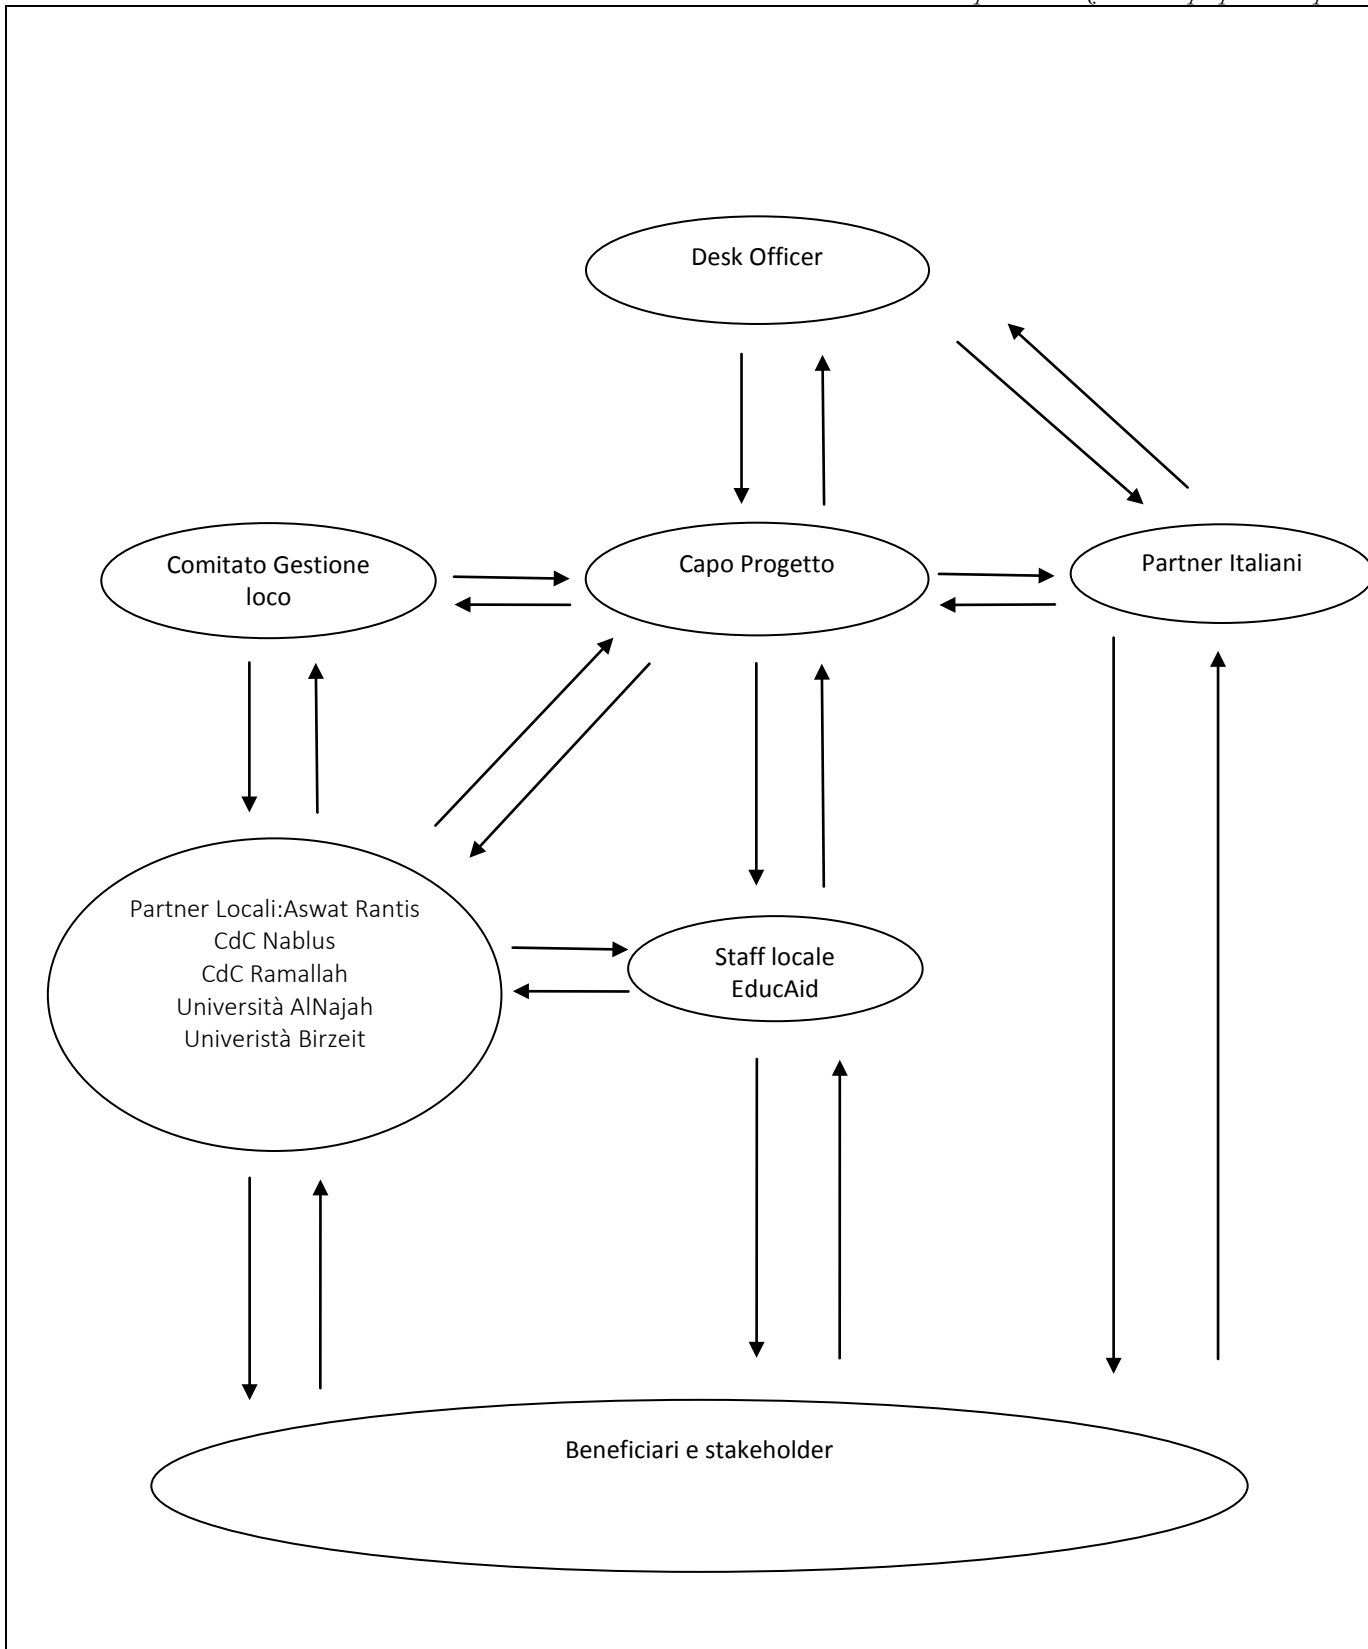 Desk Officer
Comitato Gestione
loco
Capo Progetto
Partner Italiani
Partner Locali:Aswat Rantis
CdC Nablus
CdC Ramallah
Università AlNajah
Univeristà Birzeit
Staff locale
EducAid
Beneficiari e stakeholder